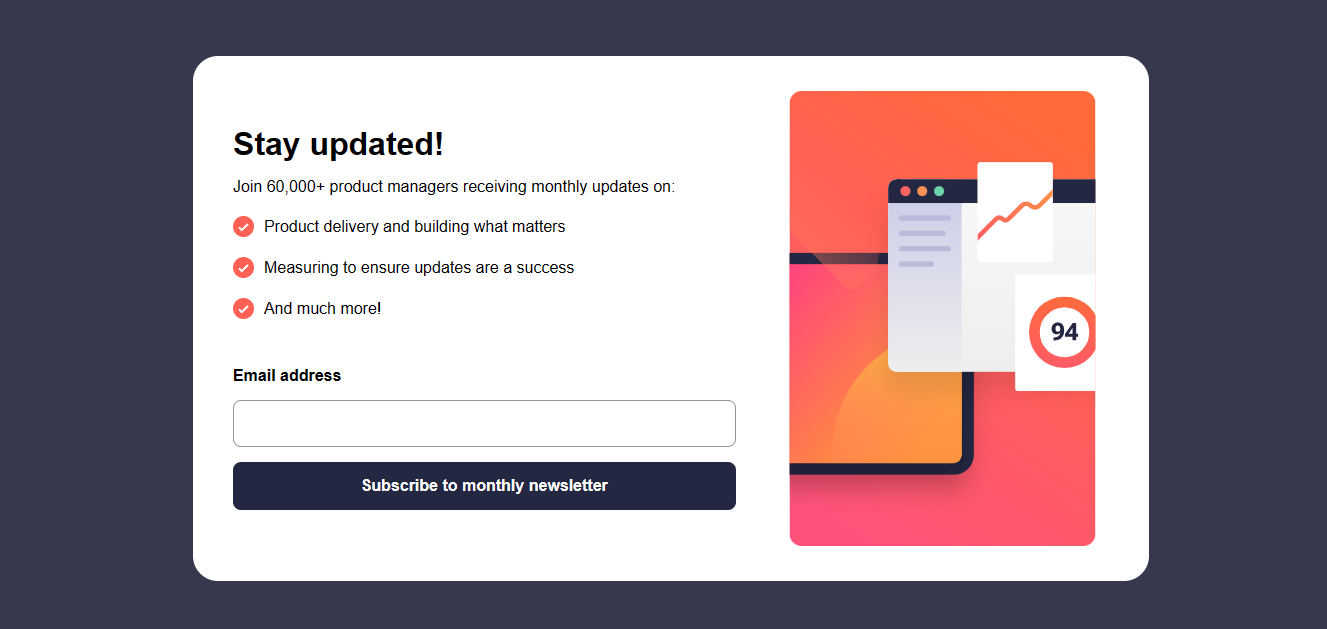 Stay updated!
Join 60,000+ product managers receiving monthly updates on:
Product delivery and building what matters
Measuring to ensure updates are a success
And much more!
Email address
Subscribe to monthly newsletter
94